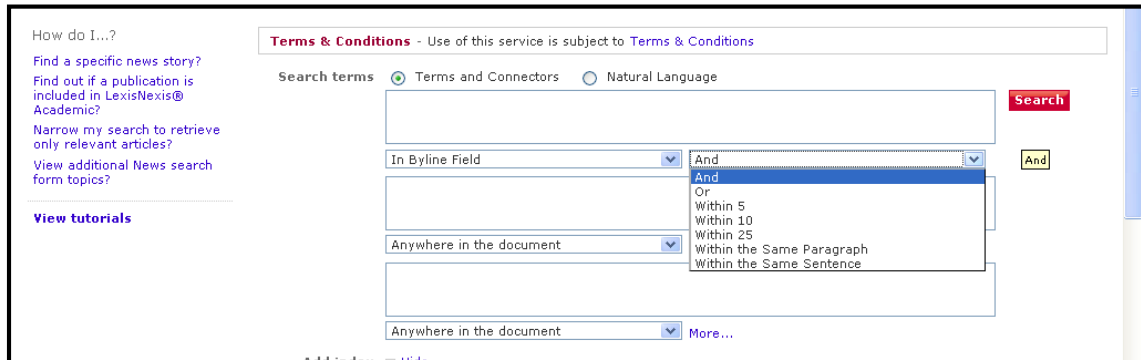 How do I...?
Find a specific news story?
Find out if a publication is
included in LexisNexis®
Academic?
Narrow my search to retrieve
only relevant articles?
View additional News search
form topics?
View tutorials
Terms & Conditions - Use of this service is subject to Terms & Conditions
Search terms Terms and Connectors Natural Language
Search
In Byline Field And And
And
Or
Within 5
Within 10
Within 25
Within the Same Paragraph
Within the Same Sentence
Anywhere in the document
Anywhere in the document More...